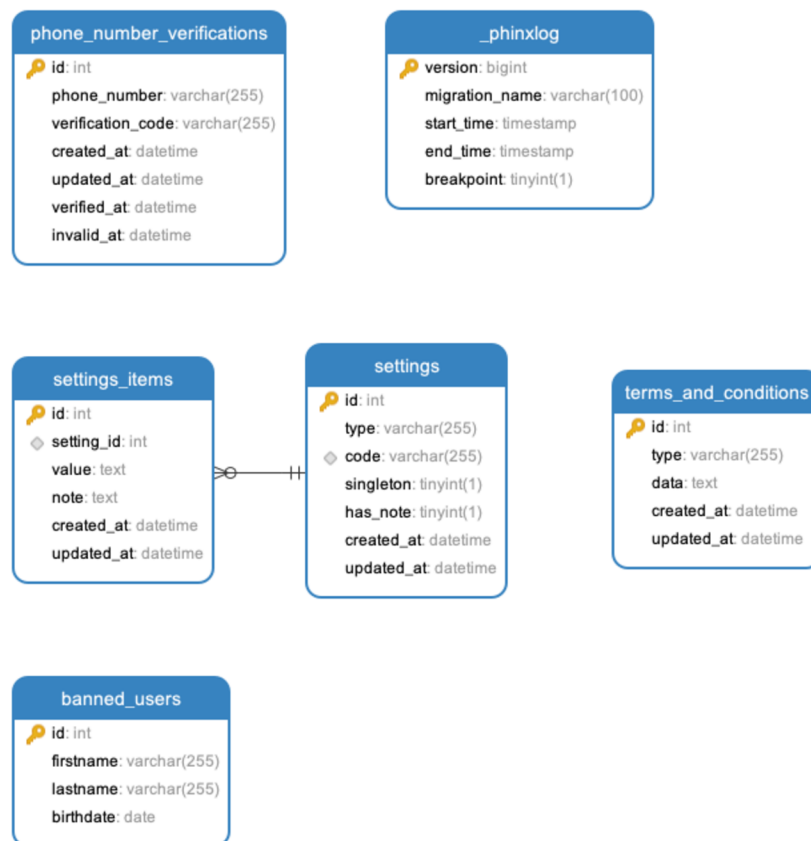 phone_number_verifications
id: int
phone_number: varchar(255)
verification_code: varchar(255)
created_at: datetime
updated_at: datetime
verified_at: datetime
invalid_at: datetime
_phinxlog
version: bigint
migration_name: varchar(100)
start_time: timestamp
end_time: timestamp
breakpoint: tinyint(1)
settings_items
id: int
setting_id: int
value: text
note: text
created_at: datetime
updated_at: datetime
settings
id: int
type: varchar(255)
code: varchar(255)
singleton: tinyint(1)
has_note: tinyint(1)
created_at: datetime
updated_at: datetime
terms_and_conditions
id: int
type: varchar(255)
data: text
created_at: datetime
updated_at: datetime
banned_users
id: int
firstname: varchar(255)
lastname: varchar(255)
birthdate: date